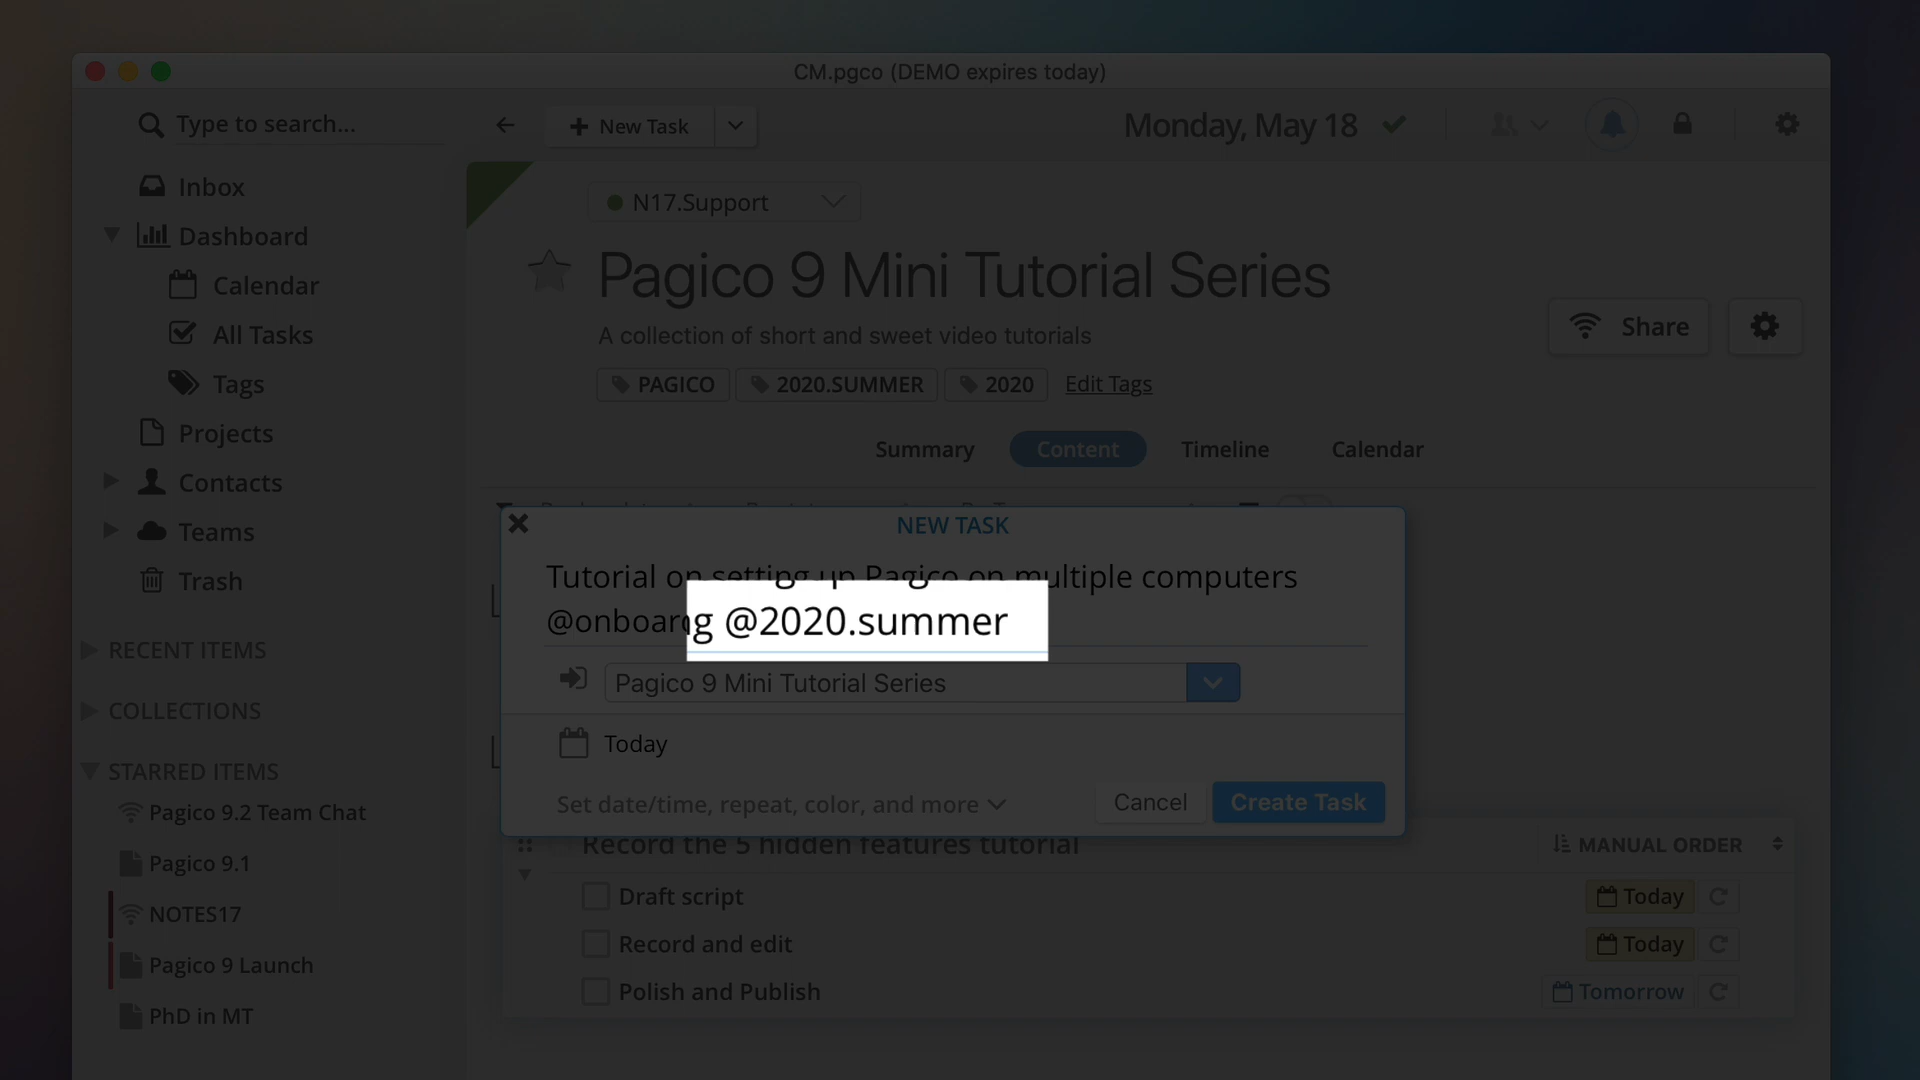 CM.pgco (DEMO expires today)
Type to search...
New Task
Monday, May 18
Inbox
Dashboard
Calendar
All Tasks
Tags
Projects
Contacts
Teams
Trash
RECENT ITEMS
COLLECTIONS
STARRED ITEMS
Pagico 9.2 Team Chat
Pagico 9.1
NOTES17
Pagico 9 Launch
PhD in MT
N17.Support
Pagico 9 Mini Tutorial Series
A collection of short and sweet video tutorials
Share
PAGICO 2020.SUMMER 2020 Edit Tags
Summary Content Timeline Calendar
NEW TASK
Tutorial on setting up Pagico on multiple computers
@2020.summer
Pagico 9 Mini Tutorial Series
Today
Set date/time, repeat, color, and more
Cancel Create Task
Record the 5 hidden features tutorial
MANUAL ORDER
Draft script Today
Record and edit Today
Polish and Publish Tomorrow